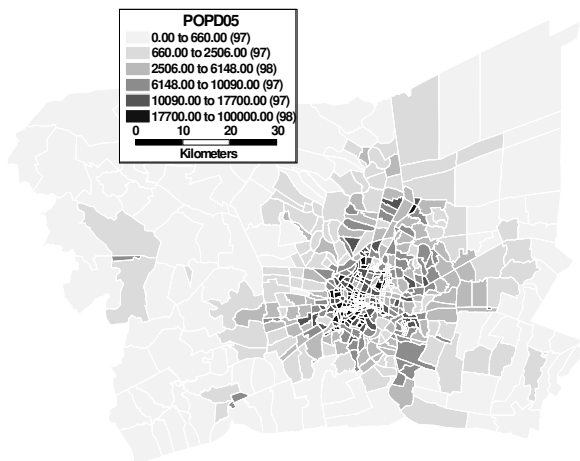 POPD05
0.00 to 660.00 (97)
660.00 to 2506.00 (97)
2506.00 to 6148.00 (98)
6148.00 to 10090.00 (97)
10090.00 to 17700.00 (97)
17700.00 to 100000.00 (98)
0 10 20 30
Kilometers